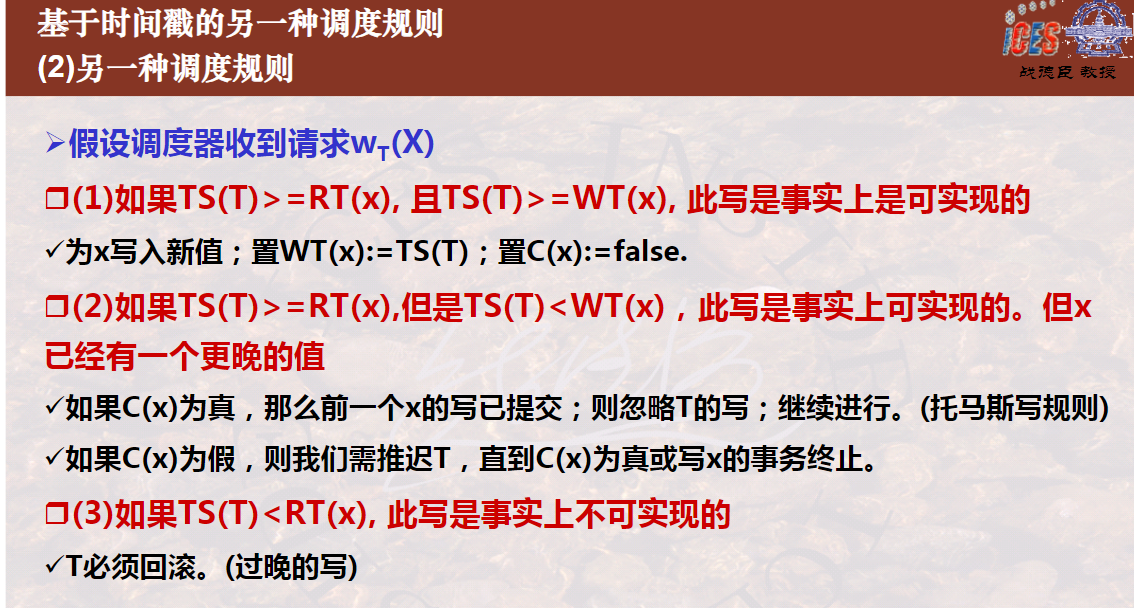 基于时间戳的另一种调度规则
(2)另一种调度规则
ICES
战德臣 教授
➢假设调度器收到请求wT(X)
❒(1)如果TS(T)>=RT(x), 且TS(T)>=WT(x), 此写是事实上是可实现的
✓为x写入新值；置WT(x):=TS(T)；置C(x):=false.
❒(2)如果TS(T)>=RT(x),但是TS(T)<WT(x)，此写是事实上可实现的。但x
已经有一个更晚的值
✓如果C(x)为真，那么前一个x的写已提交；则忽略T的写；继续进行。(托马斯写规则)
✓如果C(x)为假，则我们需推迟T，直到C(x)为真或写x的事务终止。
❒(3)如果TS(T)<RT(x), 此写是事实上不可实现的
✓T必须回滚。(过晚的写)